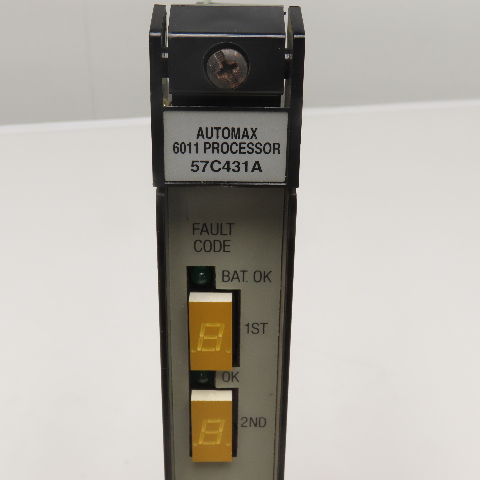 AUTOMAX
6011 PROCESSOR
57C431A
FAULT
CODE
BAT. OK
1ST
OK
2ND